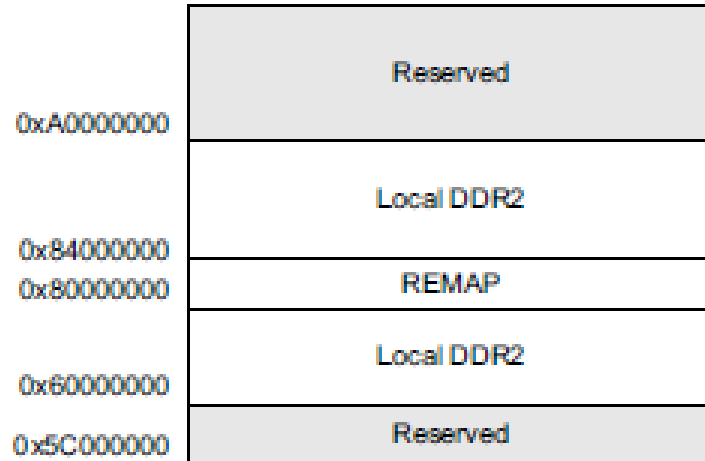 Reserved
0xA0000000
Local DDR2
0x84000000
0x80000000
REMAP
Local DDR2
0x60000000
Reserved
0x5C000000